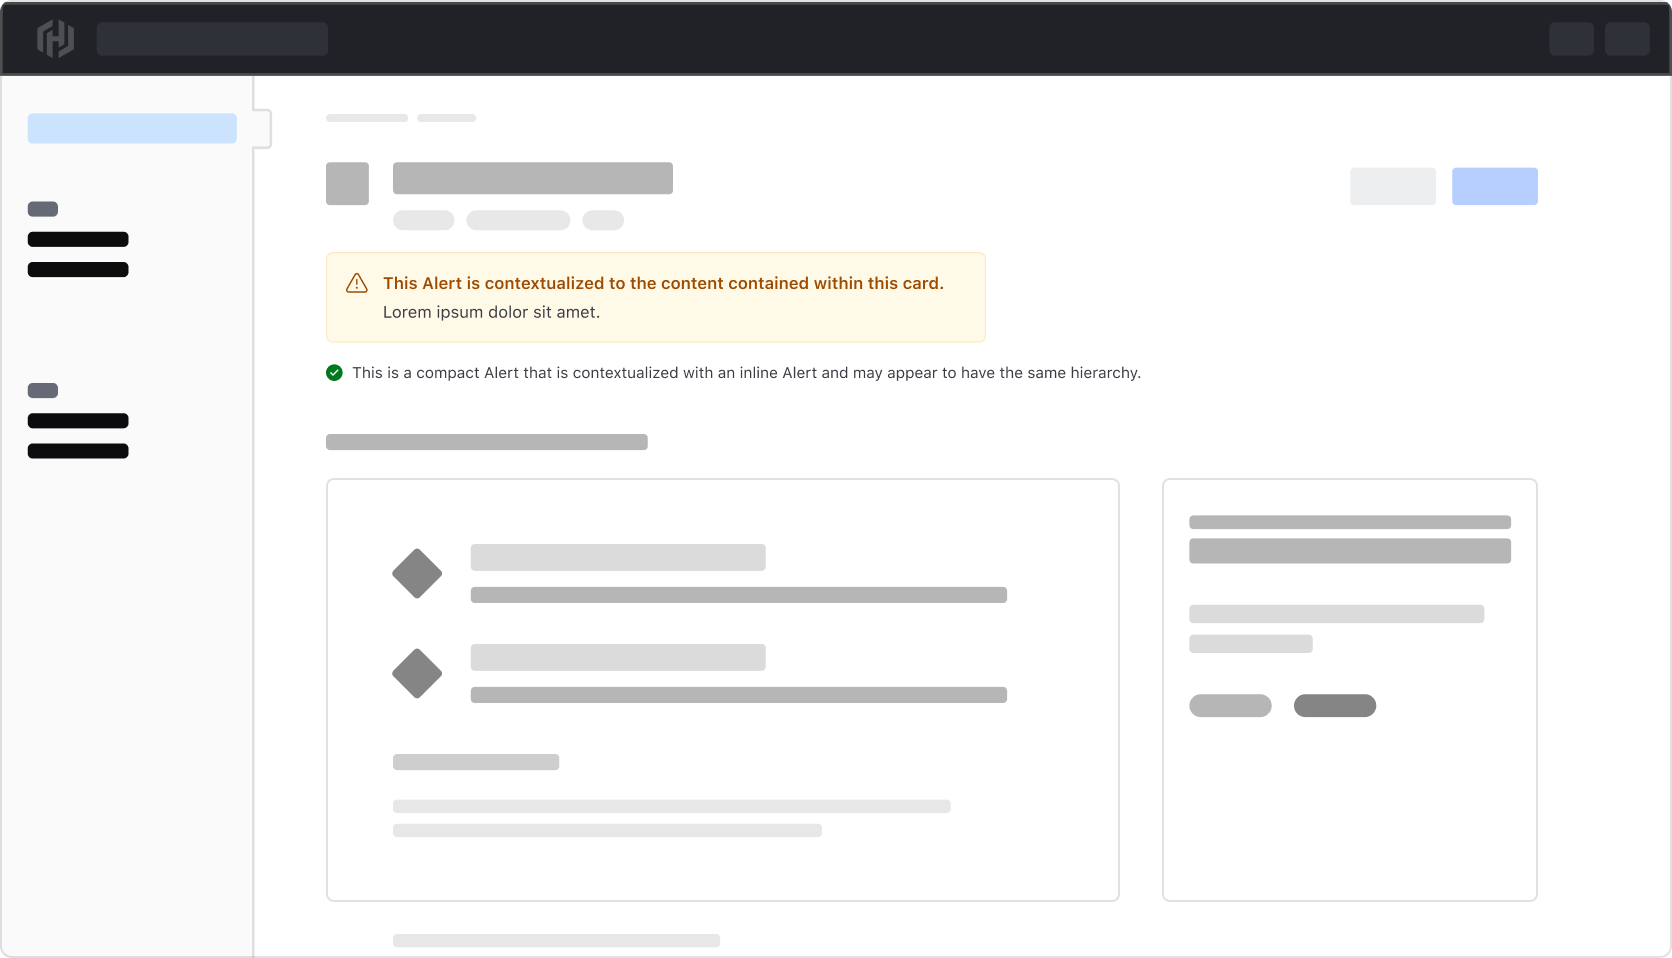 This Alert is contextualized to the content contained within this card.
Lorem ipsum dolor sit amet.
This is a compact Alert that is contextualized with an inline Alert and may appear to have the same hierarchy.